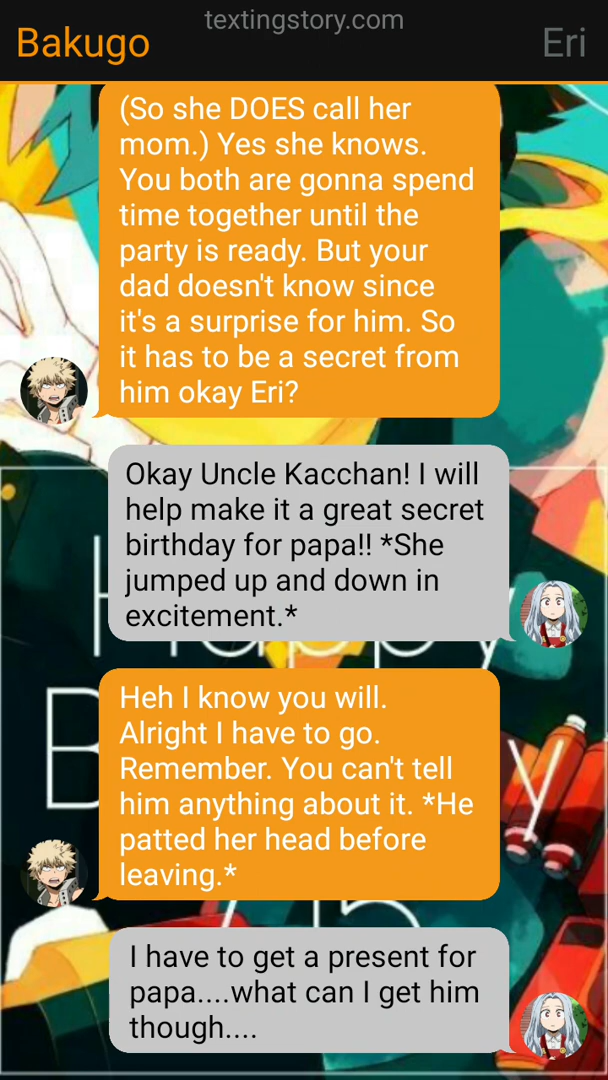 textingstory.com
Bakugo
Eri
(So she DOES call her
mom.) Yes she knows.
You both are gonna spend
time together until the
party is ready. But your
dad doesn't know since
it's a surprise for him. So
it has to be a secret from
him okay Eri?
Okay Uncle Kacchan! I will
help make it a great secret
birthday for papa!! *She
jumped up and down in
excitement.*
Heh I know you will.
Alright I have to go.
Remember. You can't tell
him anything about it. *He
patted her head before
leaving.*
I have to get a present for
papa....what can I get him
though....